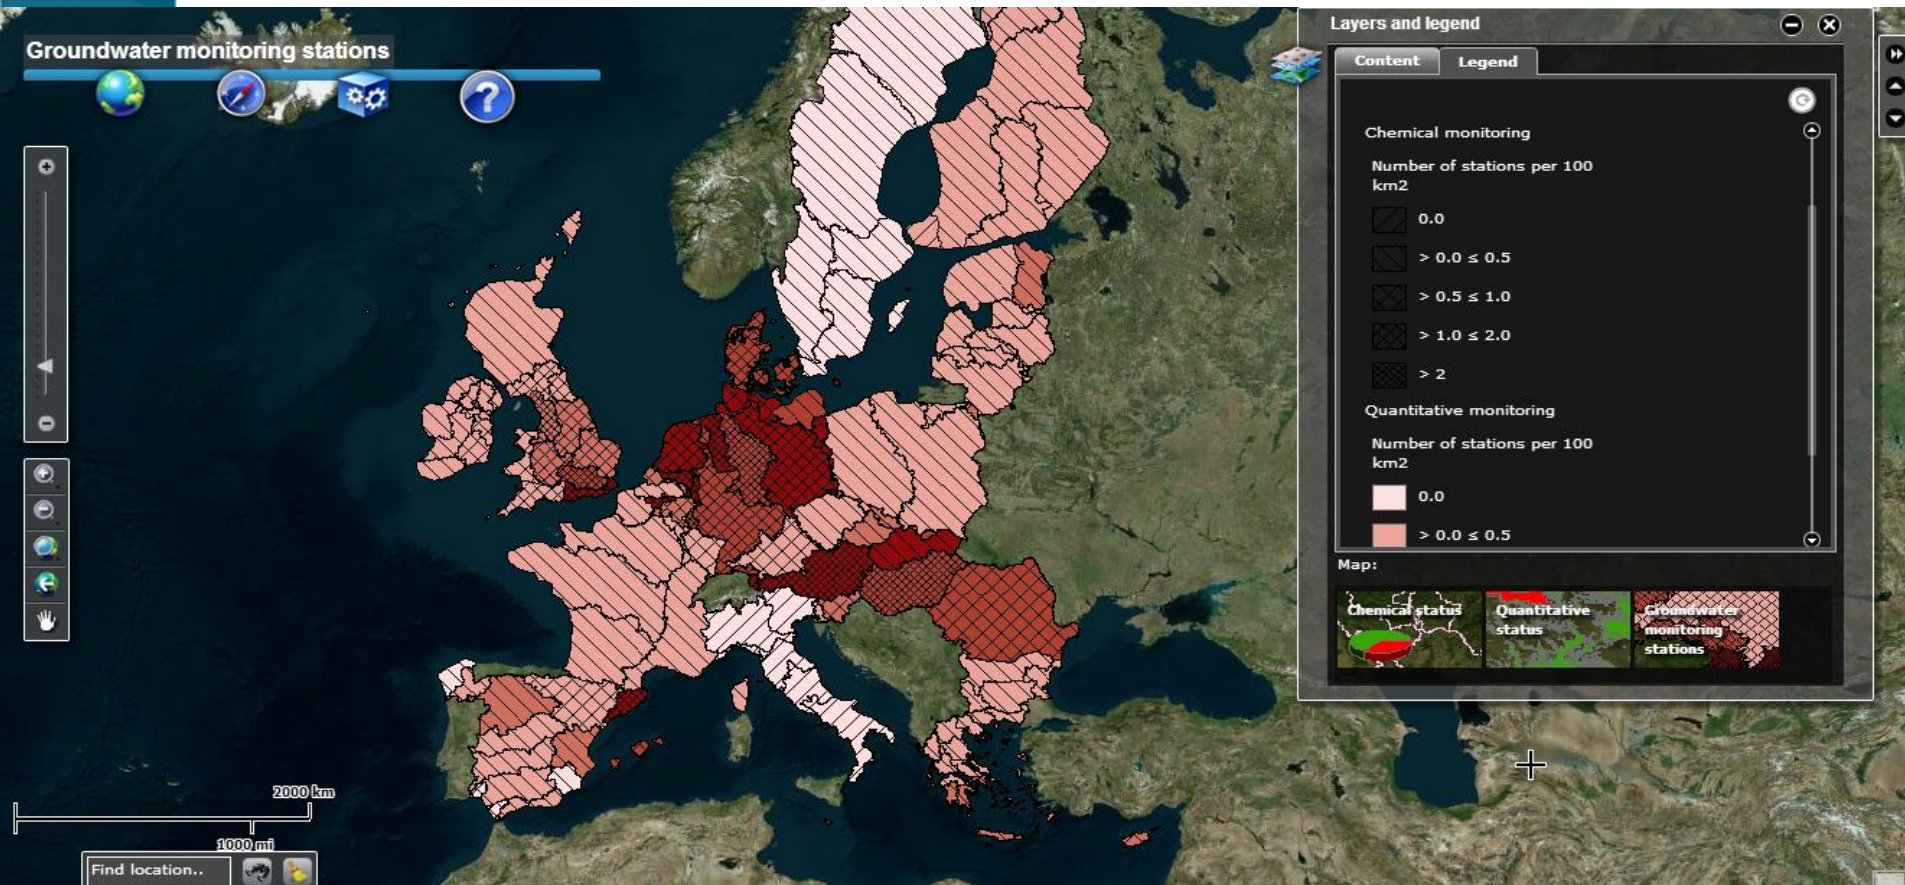 Groundwater monitoring stations
Layers and legend
Content
Legend
Chemical monitoring
Number of stations per 100
km2
0.0
> 0.0 ≤ 0.5
> 0.5 ≤ 1.0
> 1.0 ≤ 2.0
> 2
Quantitative monitoring
Number of stations per 100
km2
0.0
> 0.0 ≤ 0.5
Map:
Chemical status
Quantitative
status
Groundwater
monitoring
stations
2000 km
1000 mi
Find location..